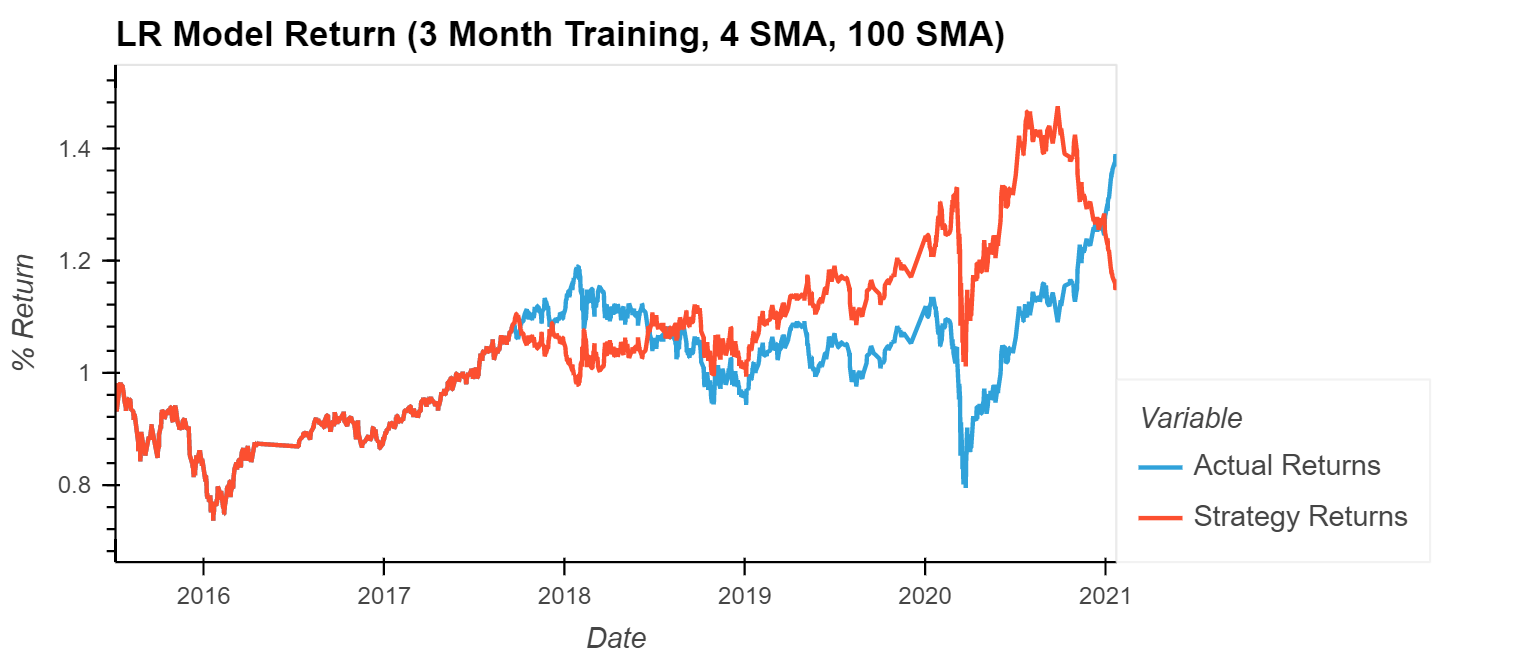 LR Model Return (3 Month Training, 4 SMA, 100 SMA)
% Return
1.4
1.2
1
0.8
2016 2017 2018 2019 2020 2021
Date
Variable
Actual Returns
Strategy Returns